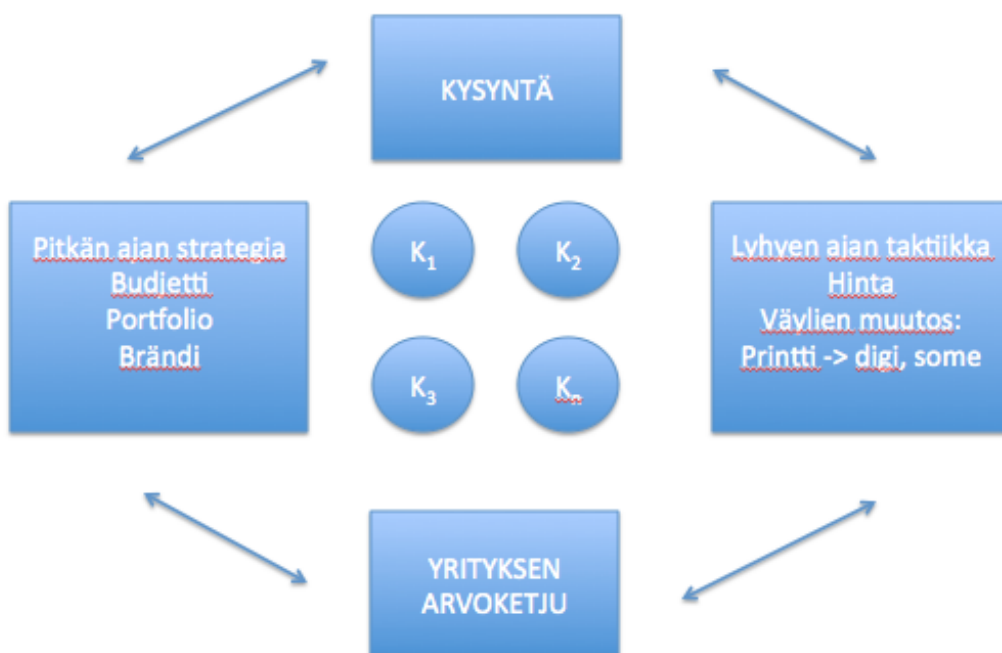 KYSYNTÄ
Pitkän ajan strategia
Budjetti
Portfolio
Brändi
K₁
K₂
K₃
Kₙ
Lyhyen ajan taktiikka
Hinta
Väylien muutos:
Printti -> digi, some
YRITYKSEN
ARVOKETJU